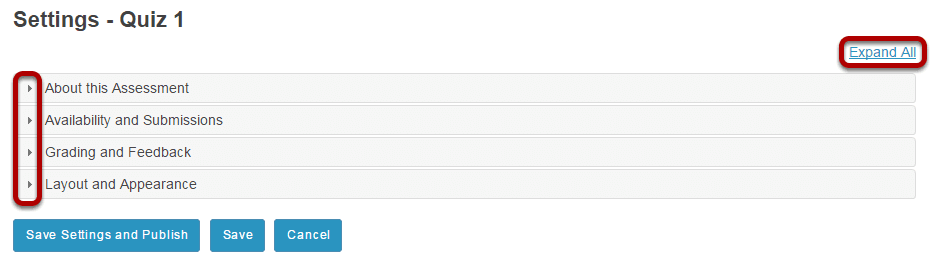 Settings - Quiz 1
Expand All
About this Assessment
Availability and Submissions
Grading and Feedback
Layout and Appearance
Save Settings and Publish Save Cancel